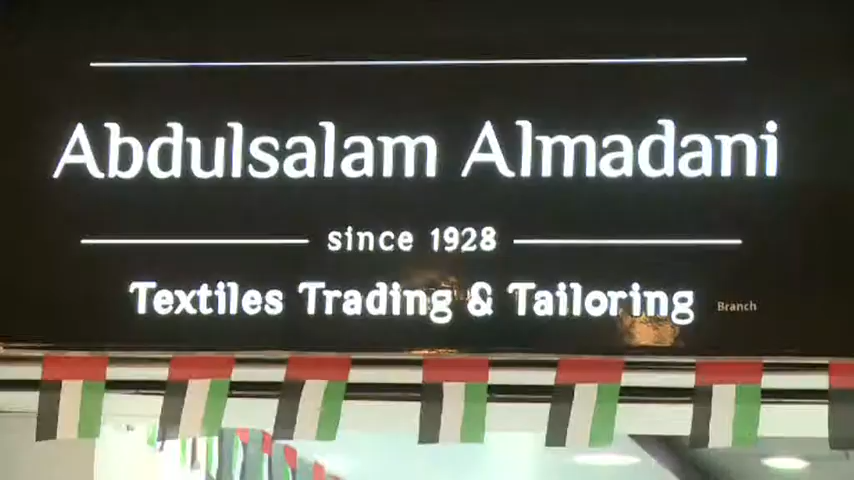 Abdulsalam Almadani
since 1928
Textiles Trading & Tailoring Branch